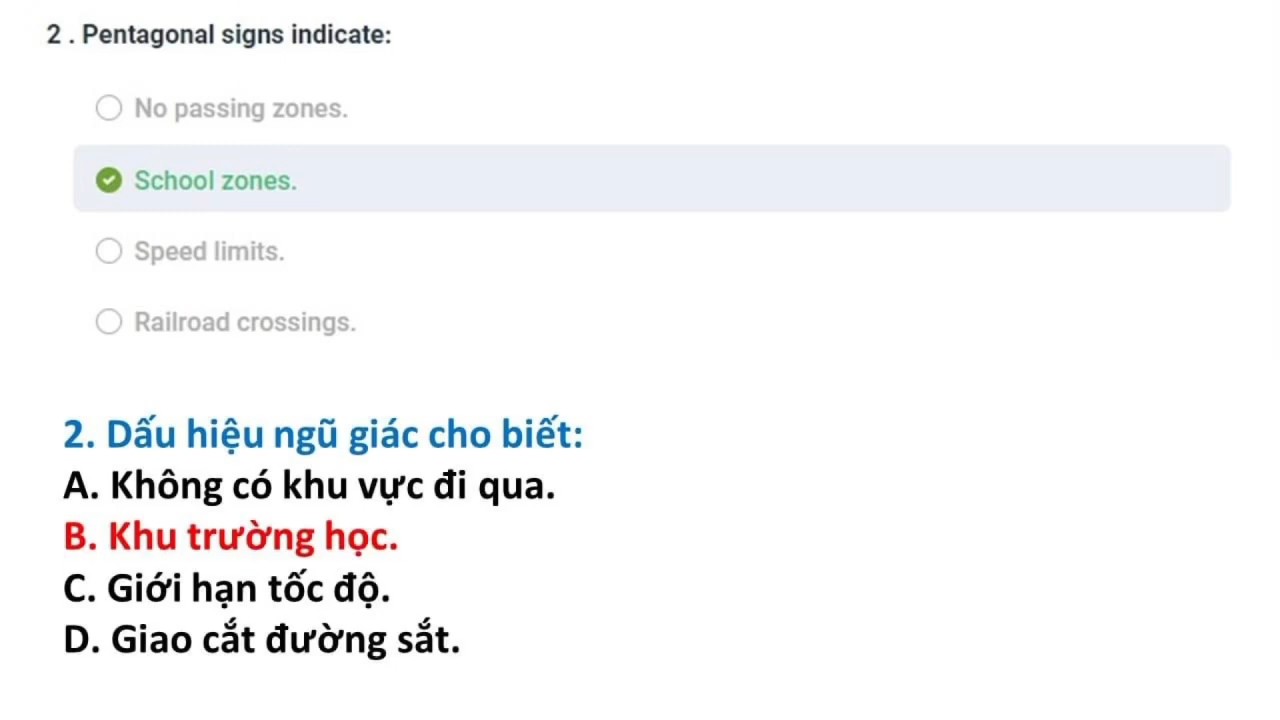 2 . Pentagonal signs indicate:
No passing zones.
School zones.
Speed limits.
Railroad crossings.
2. Dấu hiệu ngũ giác cho biết:
A. Không có khu vực đi qua.
B. Khu trường học.
C. Giới hạn tốc độ.
D. Giao cắt đường sắt.